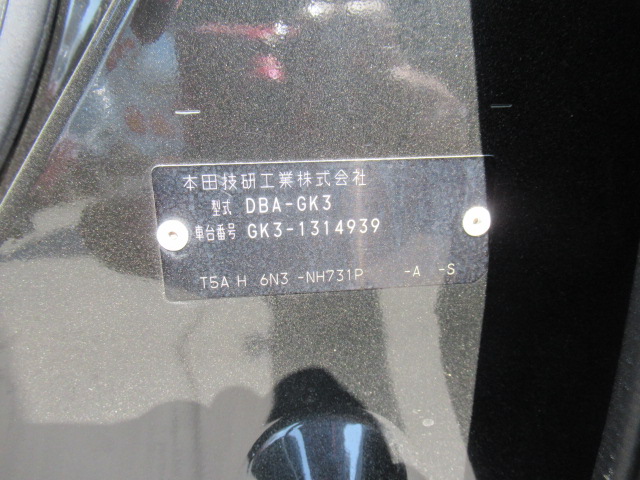 本田技研工業株式会社
型式 DBA-GK3
車台番号 GK3-1314939
T5A H 6N3 -NH731P -A -S